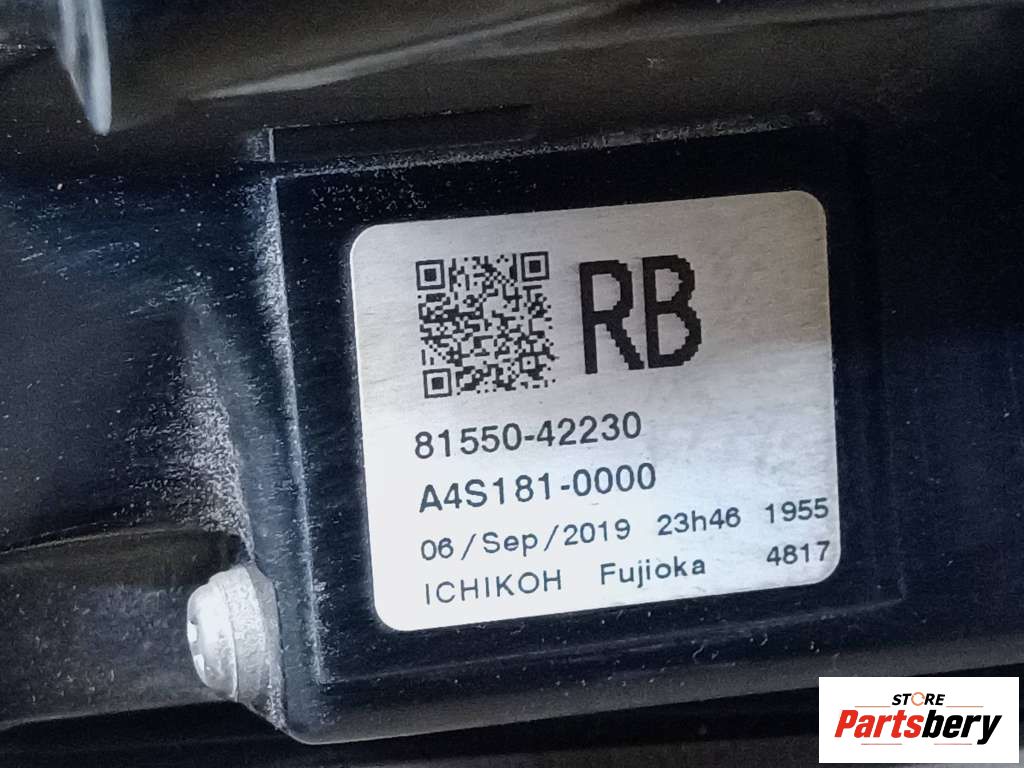 RB
81550-42230
A4S181-0000
06/Sep/2019 23h46 1955
ICHIKOH Fujioka 4817
STORE
Partsbery